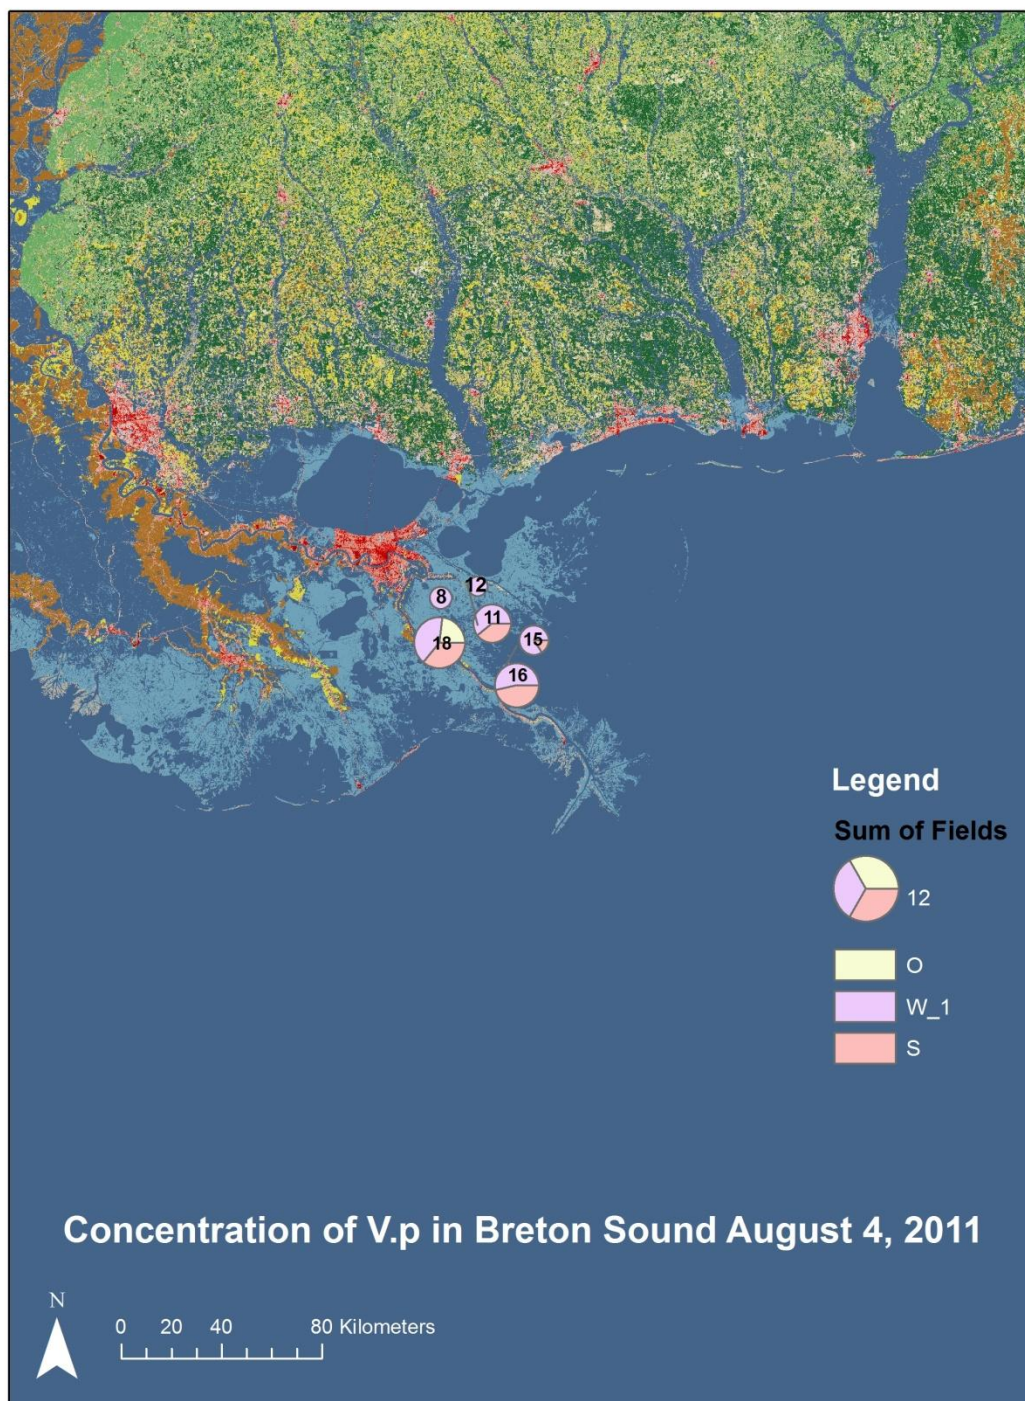 12
8
11
15
18
16
Legend
Sum of Fields
12
O
W_1
S
Concentration of V.p in Breton Sound August 4, 2011
N
0 20 40 80 Kilometers